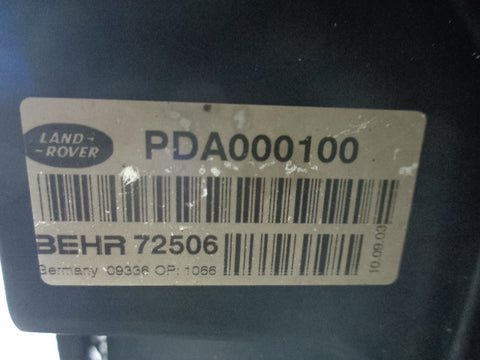 LAND-
-ROVER
PDA000100
BEHR 72506
Germany 09336 OP: 1066
10.09.03